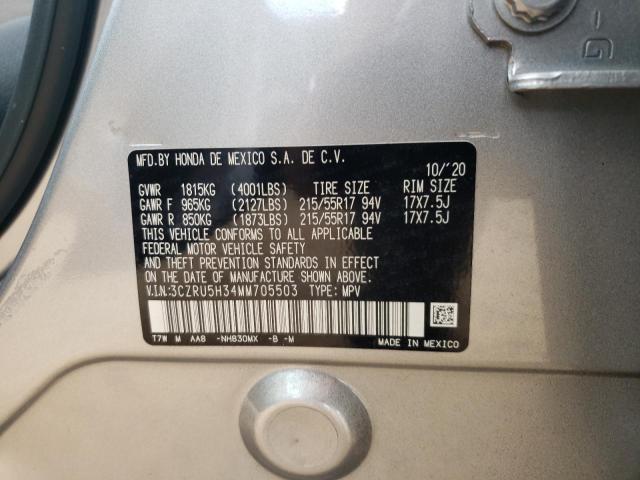 - G
MFD.BY HONDA DE MEXICO S.A. DE C.V.
10/'20
GVWR 1815KG (4001LBS) TIRE SIZE RIM SIZE
GAWR F 965KG (2127LBS) 215/55R17 94V 17X7.5J
GAWR R 850KG (1873LBS) 215/55R17 94V 17X7.5J
THIS VEHICLE CONFORMS TO ALL APPLICABLE
FEDERAL MOTOR VEHICLE SAFETY
AND THEFT PREVENTION STANDARDS IN EFFECT
ON THE DATE OF MANUFACTURE SHOWN ABOVE.
V.I.N:3CZRU5H34MM705503 TYPE: MPV
T7W M AA8 -NH830MX -B -M
MADE IN MEXICO